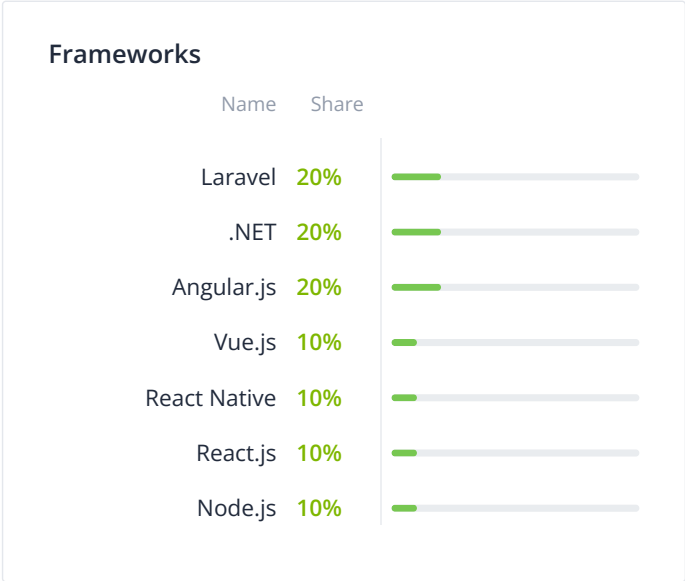 Frameworks
Name Share
Laravel 20%
.NET 20%
Angular.js 20%
Vue.js 10%
React Native 10%
React.js 10%
Node.js 10%